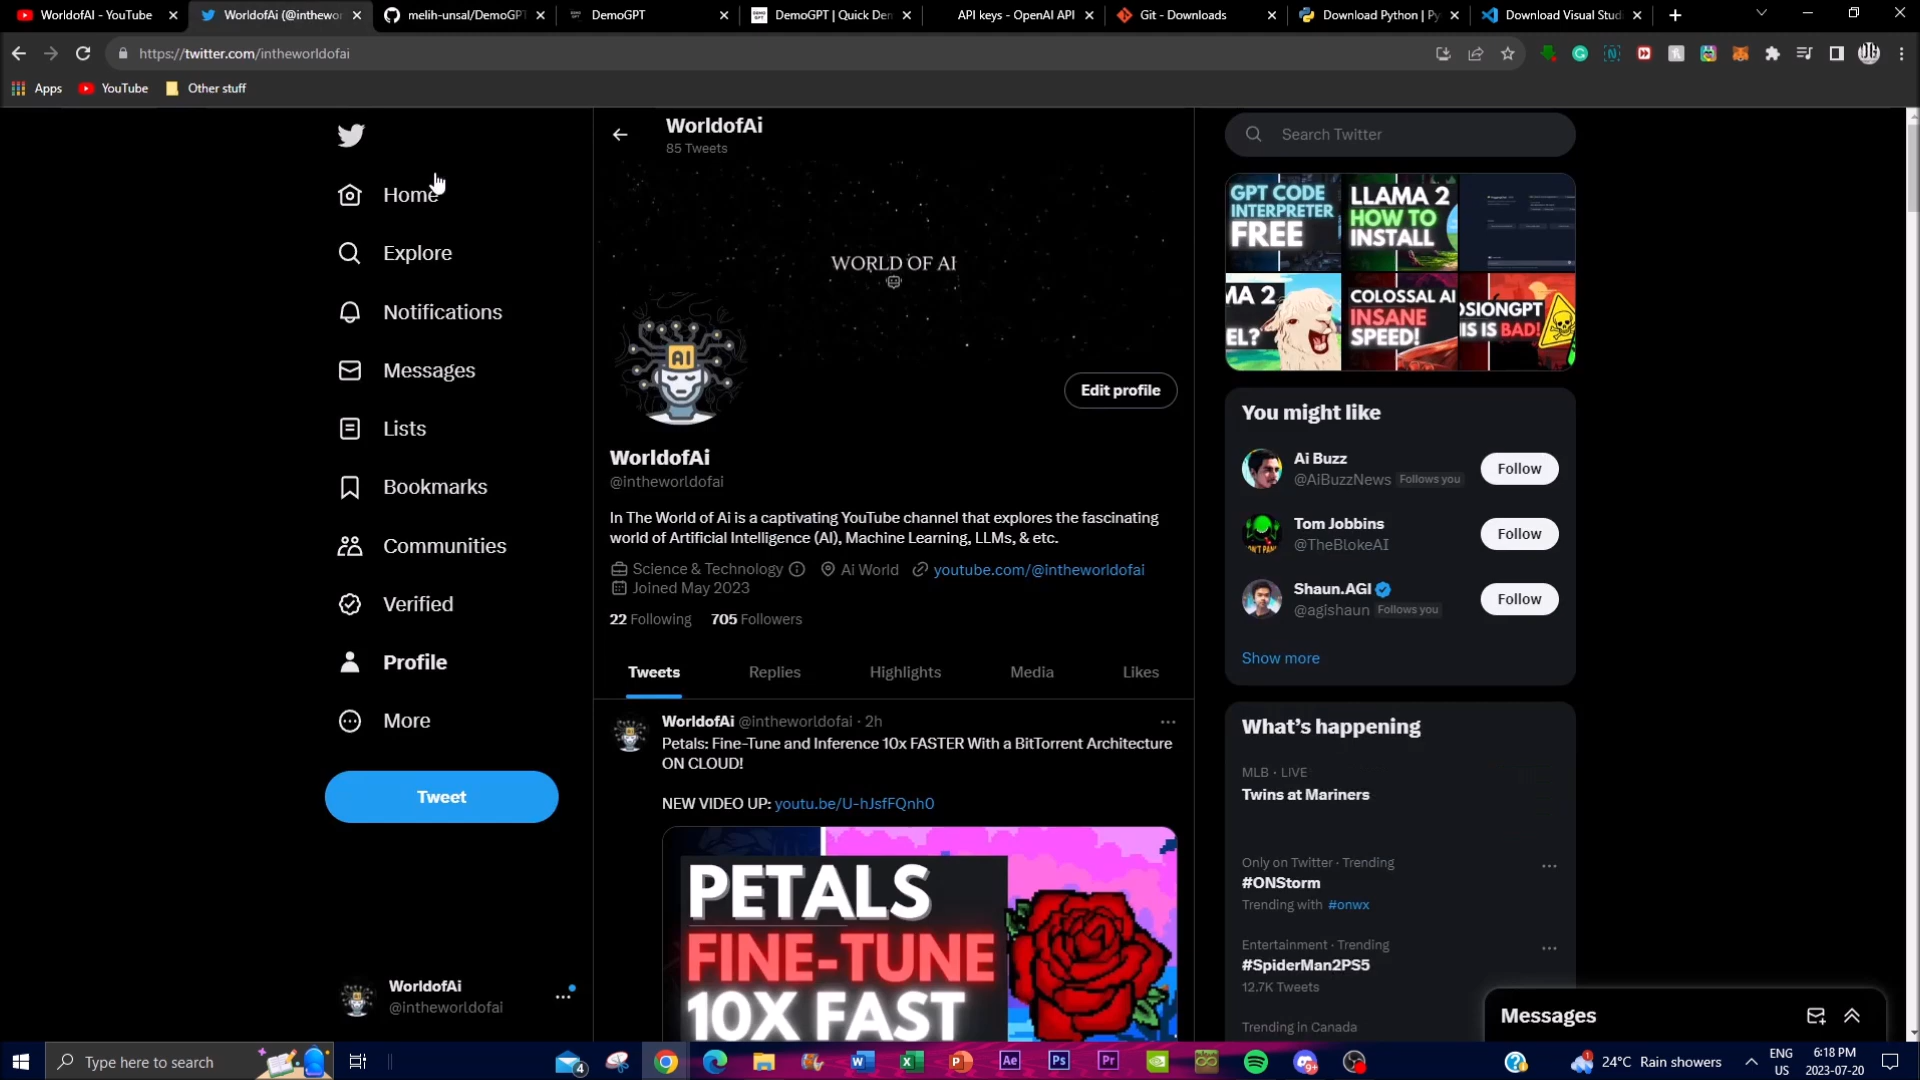 WorldofAI - YouTube
WorldofAi (@inthewor
melih-unsal/DemoGPT
DemoGPT
DemoGPT | Quick Den
API keys - OpenAI API
Git - Downloads
Download Python | Py
Download Visual Stud
https://twitter.com/intheworldofai
Apps
YouTube
Other stuff
Home
Explore
Notifications
Messages
Lists
Bookmarks
Communities
Verified
Profile
More
Tweet
WorldofAi
@intheworldofai
WorldofAi
85 Tweets
WORLD OF AI
AI
Edit profile
WorldofAi
@intheworldofai
In The World of Ai is a captivating YouTube channel that explores the fascinating
world of Artificial Intelligence (AI), Machine Learning, LLMs, & etc.
Science & Technology Ai World youtube.com/@intheworldofai
Joined May 2023
22 Following 705 Followers
Tweets Replies Highlights Media Likes
WorldofAi @intheworldofai · 2h
Petals: Fine-Tune and Inference 10x FASTER With a BitTorrent Architecture
ON CLOUD!
NEW VIDEO UP: youtu.be/U-hJsfFQnh0
PETALS
FINE-TUNE
10X FAST
Search Twitter
GPT CODE
INTERPRETER
FREE
LLAMA 2
HOW TO
INSTALL
MA 2
EL?
COLOSSAL AI
INSANE
SPEED!
OSIONGPT
HIS IS BAD!
You might like
Ai Buzz
@AiBuzzNews Follows you
Follow
Tom Jobbins
@TheBlokeAI
Follow
Shaun.AGI
@agishaun Follows you
Follow
Show more
What's happening
MLB · LIVE
Twins at Mariners
Only on Twitter · Trending
#ONStorm
Trending with #onwx
Entertainment · Trending
#SpiderMan2PS5
12.7K Tweets
Trending in Canada
Messages
Type here to search
4
9+
24°C Rain showers
ENG
US
6:18 PM
2023-07-20